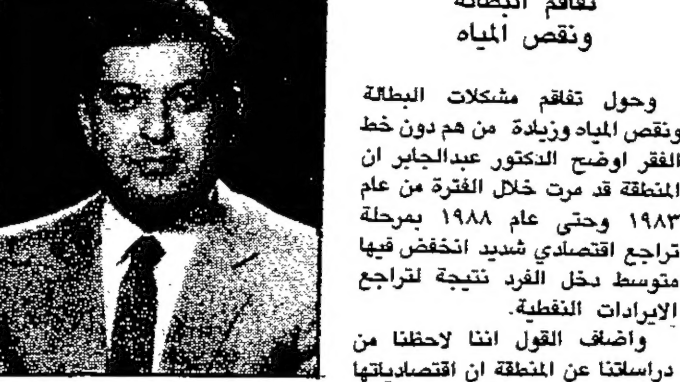 تفاقم البطالة
ونقص المياه
وحول تفاقم مشكلات البطالة
ونقص المياه وزيادة من هم دون خط
الفقر اوضح الدكتور عبدالجابر ان
المنطقة قد مرت خلال الفترة من عام
١٩٨٣ وحتى عام ١٩٨٨ بمرحلة
تراجع اقتصادي شديد انخفض فيها
متوسط دخل الفرد نتيجة لتراجع
الايرادات النفطية.
واضاف القول اننا لاحظنا من
دراساتنا عن المنطقة ان اقتصادياتها